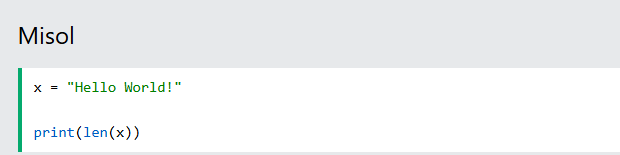 Misol
x = "Hello World!"
print(len(x))